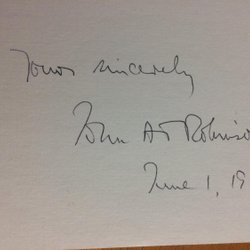 Yours sincerely
John A T Robinso
June 1, 19